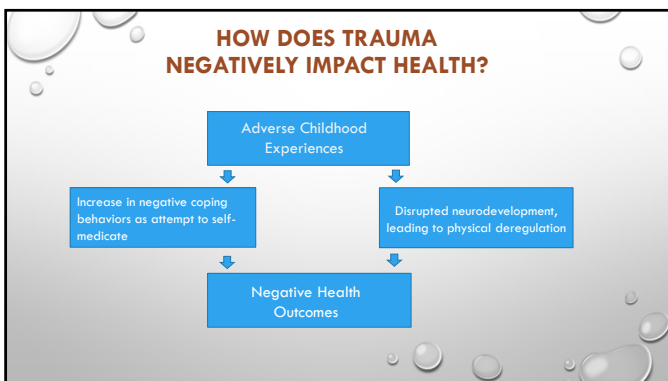 HOW DOES TRAUMA
NEGATIVELY IMPACT HEALTH?
Adverse Childhood
Experiences
Increase in negative coping
behaviors as attempt to self-
medicate
Disrupted neurodevelopment,
leading to physical deregulation
Negative Health
Outcomes